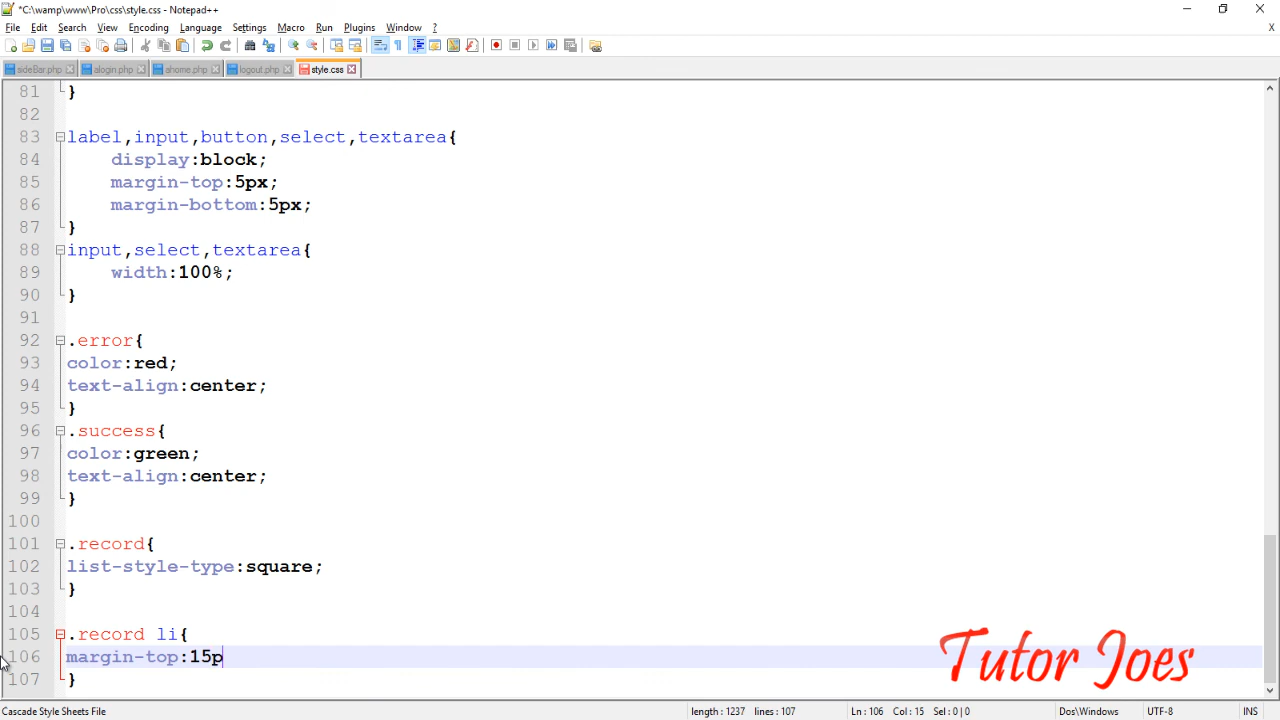 *C:\wamp\www\Pro\css\style.css - Notepad++
File Edit Search View Encoding Language Settings Macro Run Plugins Window ?
X
sideBar.php alogin.php ahome.php logout.php style.css
81 }
82
83 label,input,button,select,textarea{
84 display:block;
85 margin-top:5px;
86 margin-bottom:5px;
87 }
88 input,select,textarea{
89 width:100%;
90 }
91
92 .error{
93 color:red;
94 text-align:center;
95 }
96 .success{
97 color:green;
98 text-align:center;
99 }
100
101 .record{
102 list-style-type:square;
103 }
104
105 .record li{
106 margin-top:15p
107 }
Tutor Joes
Cascade Style Sheets File length : 1237 lines : 107 Ln : 106 Col : 15 Sel : 0 | 0 Dos\Windows UTF-8 INS